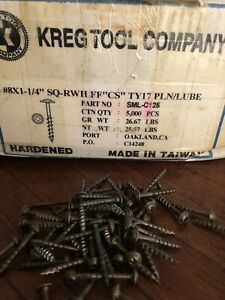 KREG TOOL COMPANY
#8X1-1/4" SQ-RWH FF"CS" TY17 PLN/LUBE
PART NO : SML-C125
CTN QTY : 5,000 PCS
GR WT : 26.67 LBS
NT WT : 25.57 LBS
PORT : OAKLAND,CA
P.O. : C14248
HARDENED MADE IN TAIWAN